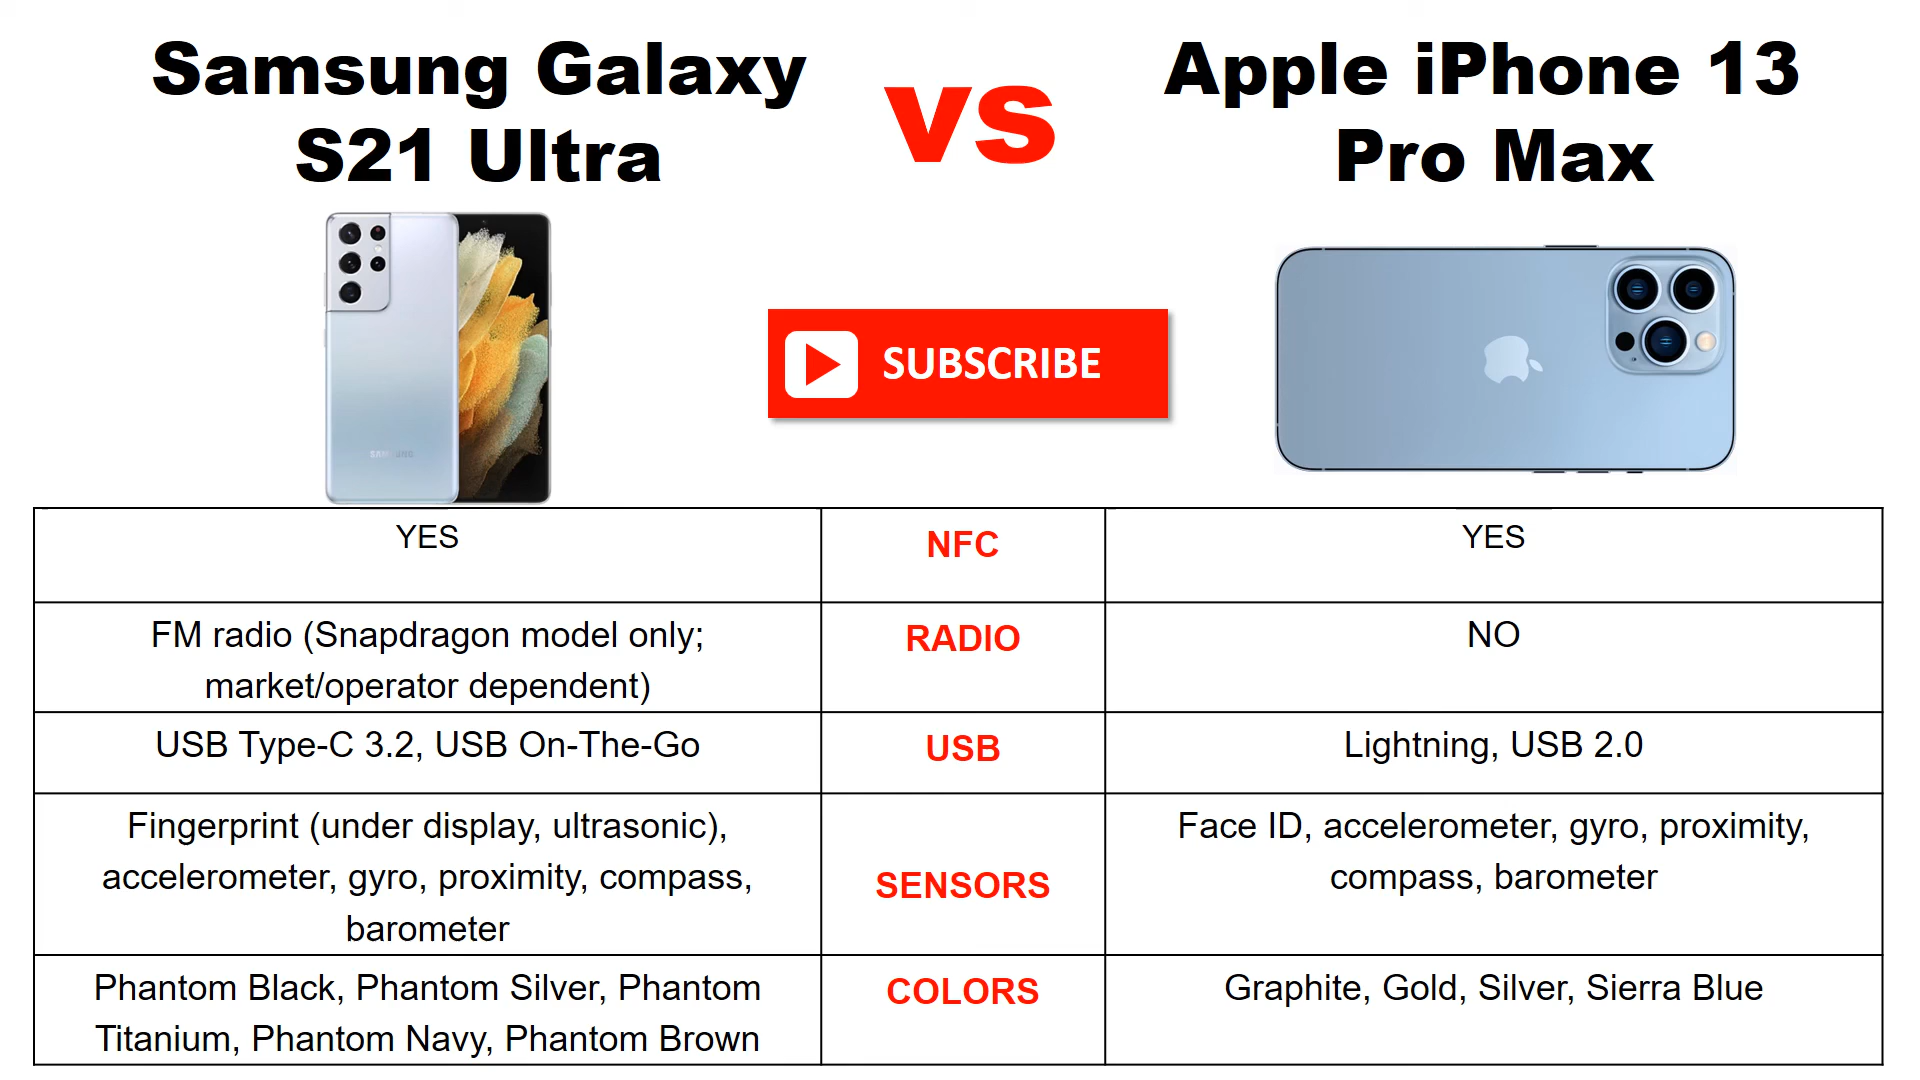 Samsung Galaxy
S21 Ultra
VS
Apple iPhone 13
Pro Max
SAMSUNG
SUBSCRIBE
YES
NFC
YES
FM radio (Snapdragon model only;
market/operator dependent)
RADIO
NO
USB Type-C 3.2, USB On-The-Go
USB
Lightning, USB 2.0
Fingerprint (under display, ultrasonic),
accelerometer, gyro, proximity, compass,
barometer
SENSORS
Face ID, accelerometer, gyro, proximity,
compass, barometer
Phantom Black, Phantom Silver, Phantom
Titanium, Phantom Navy, Phantom Brown
COLORS
Graphite, Gold, Silver, Sierra Blue